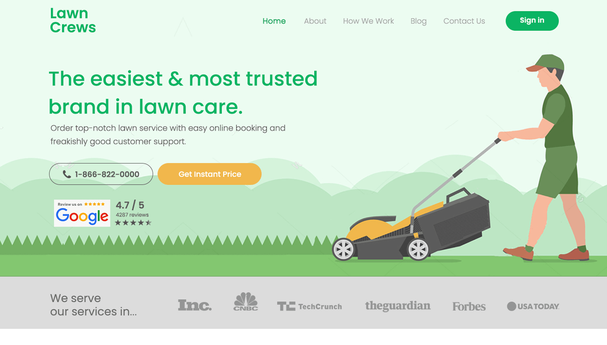 Lawn
Crews
Home
About
How We Work
Blog
Contact Us
Sign in
The easiest & most trusted
brand in lawn care.
Order top-notch lawn service with easy online booking and
freakishly good customer support.
1-866-822-0000
Get Instant Price
Review us on
Google
4.7 / 5
4287 reviews
We serve
our services in...
Inc.
CNBC
TC TechCrunch
theguardian
Forbes
USA TODAY